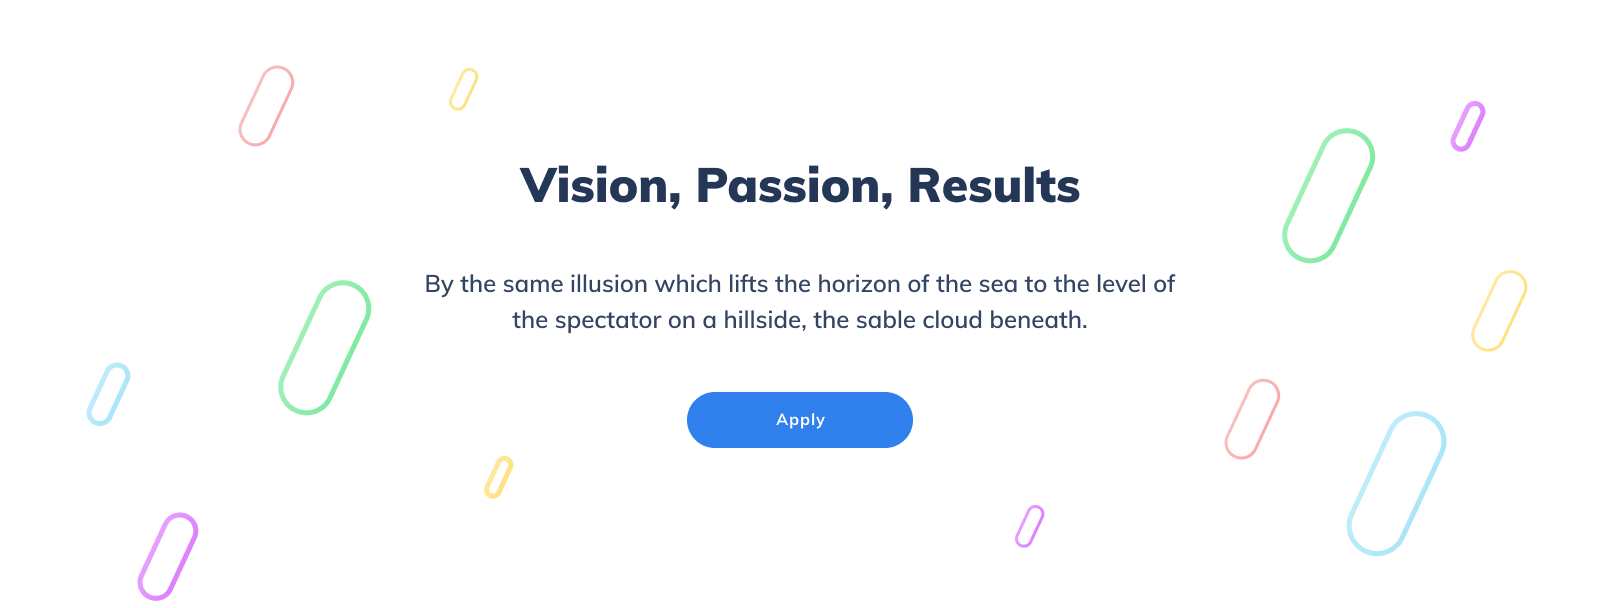 Vision, Passion, Results
By the same illusion which lifts the horizon of the sea to the level of
the spectator on a hillside, the sable cloud beneath.
Apply